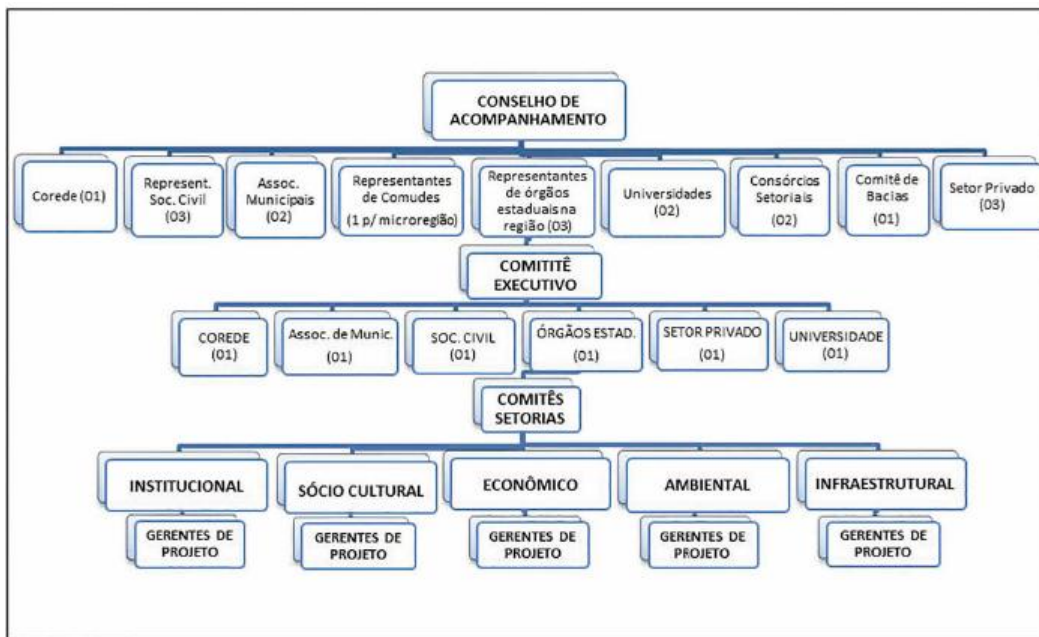 CONSELHO DE
ACOMPANHAMENTO
Corede (01)
Represent.
Soc. Civil
(03)
Assoc.
Municipais
(02)
Representantes
de Comudes
(1 p/ microregião)
Representantes
de órgãos
estaduais na
região (03)
Universidades
(02)
Consórcios
Setoriais
(02)
Comitê de
Bacias
(01)
Setor Privado
(03)
COMITITÊ
EXECUTIVO
COREDE
(01)
Assoc. de Munic.
(01)
SOC. CIVIL
(01)
ÓRGÃOS ESTAD.
(01)
SETOR PRIVADO
(01)
UNIVERSIDADE
(01)
COMITÊS
SETORIAS
INSTITUCIONAL
SÓCIO CULTURAL
ECONÔMICO
AMBIENTAL
INFRAESTRUTURAL
GERENTES DE
PROJETO
GERENTES DE
PROJETO
GERENTES DE
PROJETO
GERENTES DE
PROJETO
GERENTES DE
PROJETO